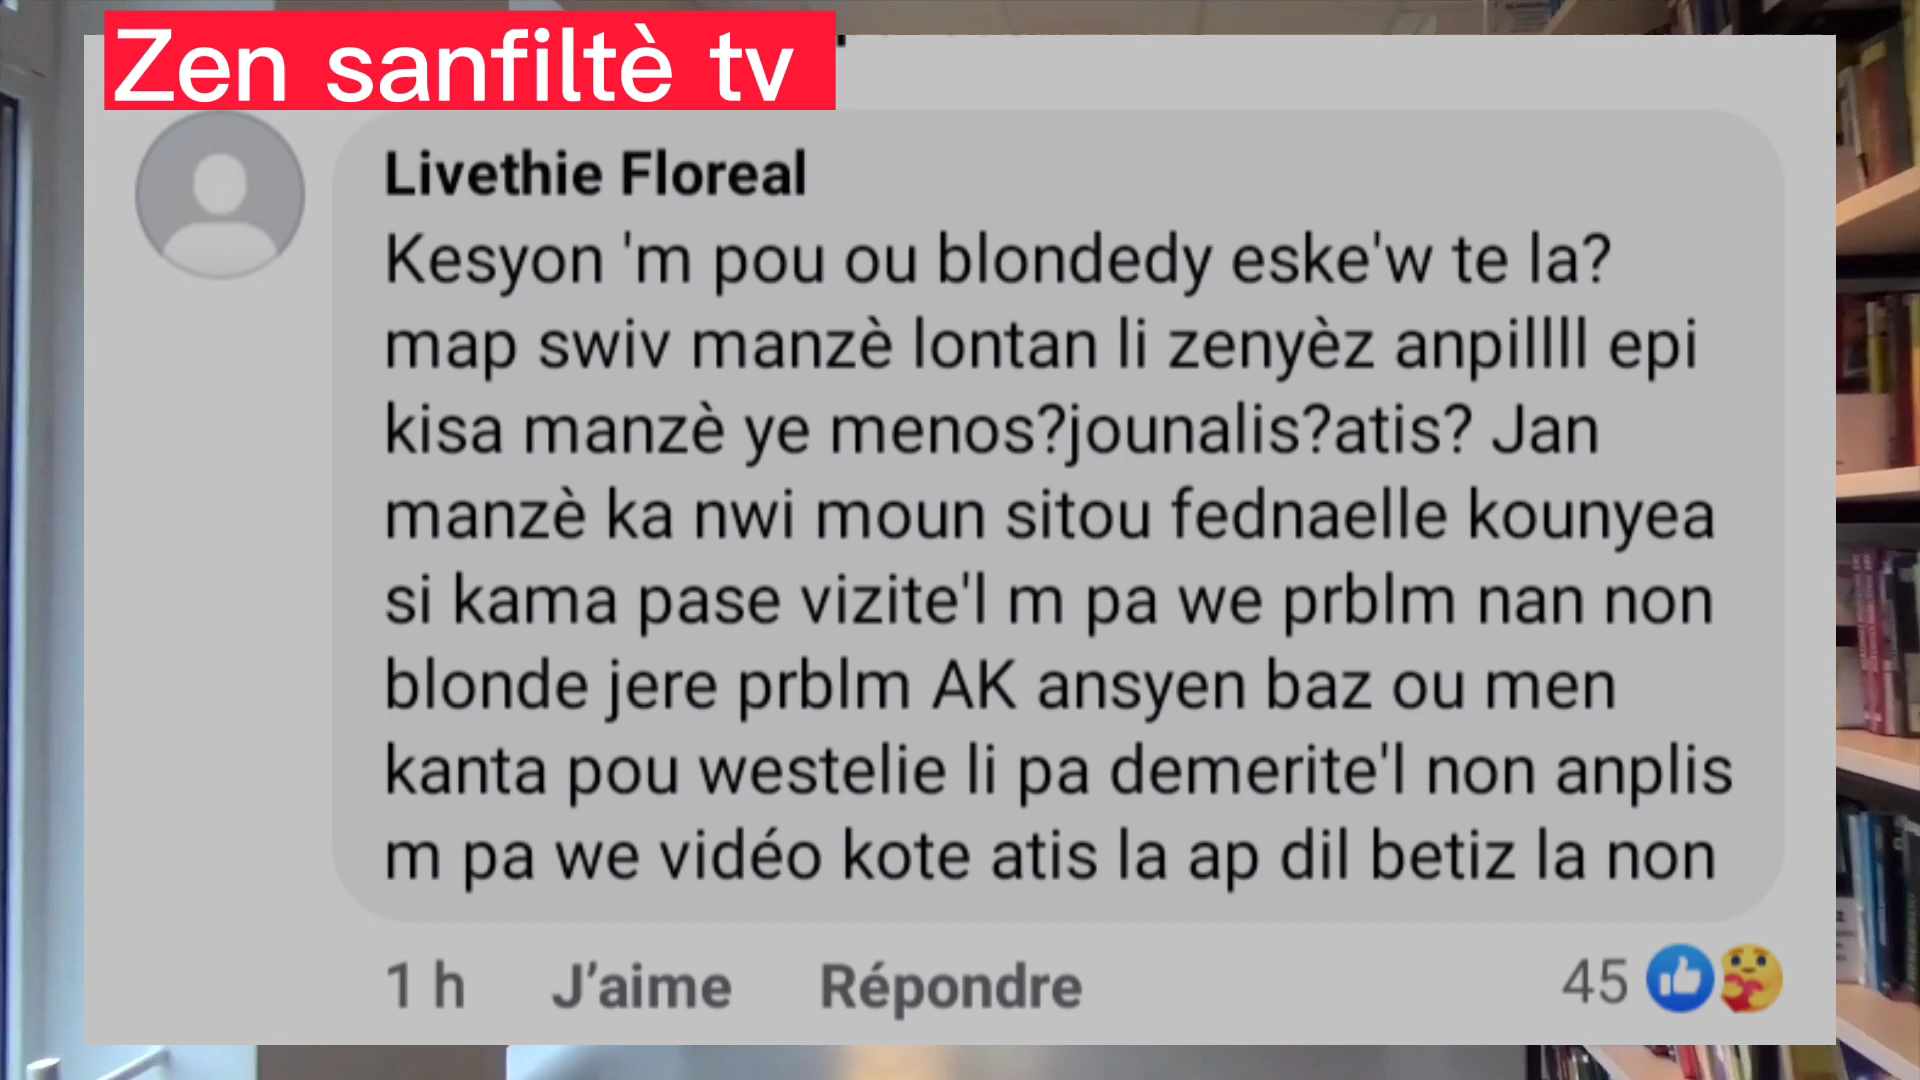 Zen sanfiltè tv
Livethie Floreal
Kesyon 'm pou ou blondedy eske'w te la?
map swiv manzè lontan li zenyèz anpillll epi
kisa manzè ye menos?jounalis?atis? Jan
manzè ka nwi moun sitou fednaelle kounyea
si kama pase vizite'l m pa we prblm nan non
blonde jere prblm AK ansyen baz ou men
kanta pou westelie li pa demerite'l non anplis
m pa we vidéo kote atis la ap dil betiz la non
1 h J'aime Répondre 45